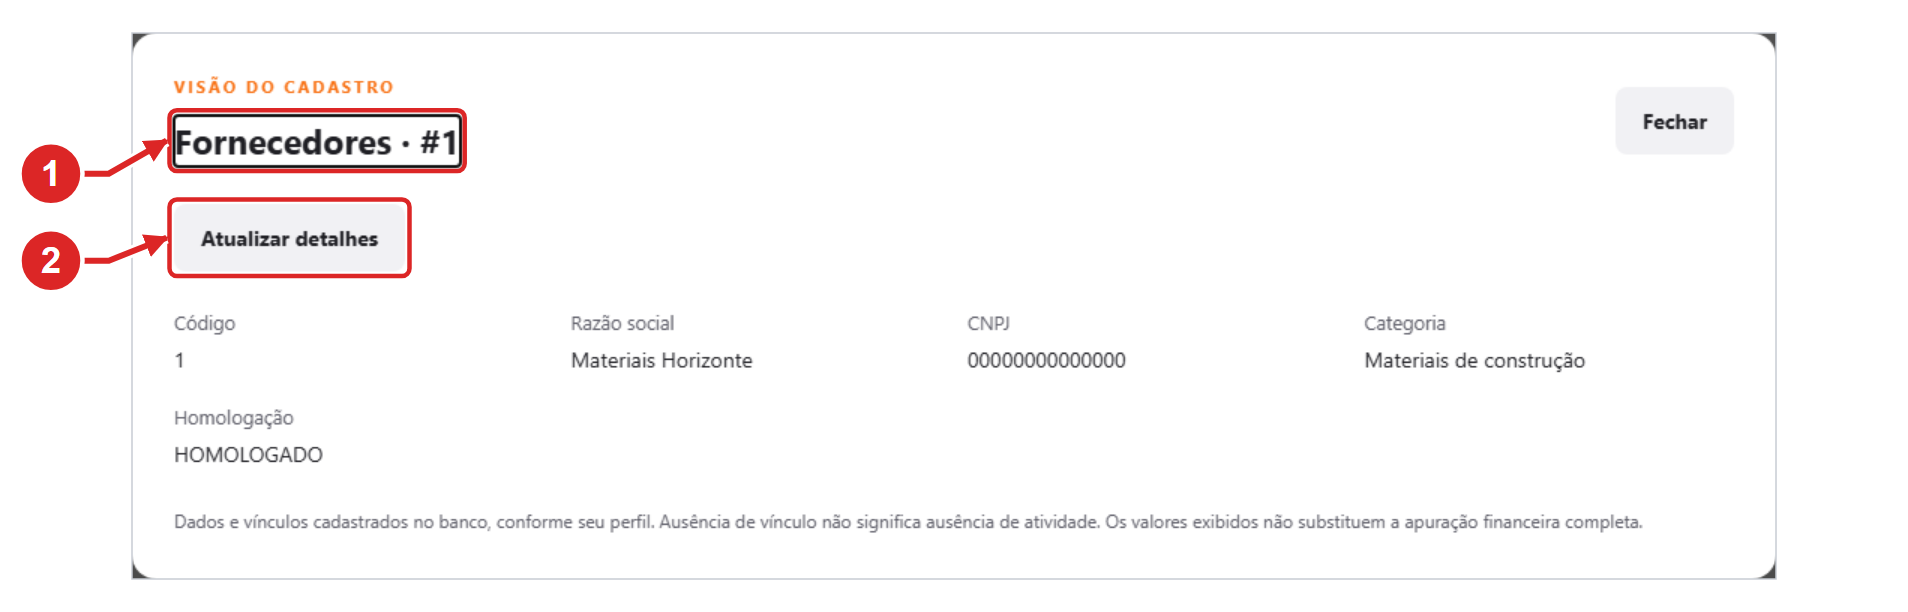 VISÃO DO CADASTRO
Fornecedores · #1
Fechar
1
Atualizar detalhes
2
Código
Razão social
CNPJ
Categoria
1
Materiais Horizonte
00000000000000
Materiais de construção
Homologação
HOMOLOGADO
Dados e vínculos cadastrados no banco, conforme seu perfil. Ausência de vínculo não significa ausência de atividade. Os valores exibidos não substituem a apuração financeira completa.